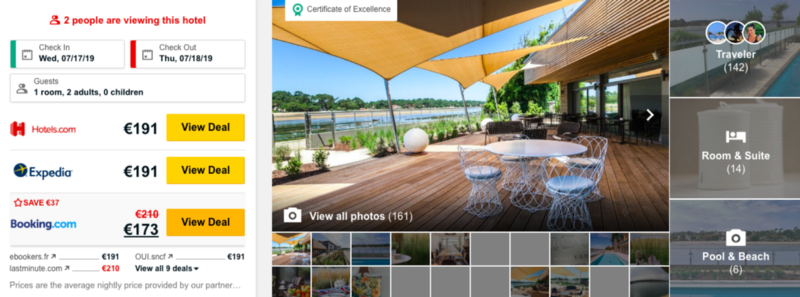 2 people are viewing this hotel
Check In
Wed, 07/17/19
Check Out
Thu, 07/18/19
Guests
1 room, 2 adults, 0 children
Hotels.com
€191
View Deal
Expedia
€191
View Deal
SAVE €37
Booking.com
€210
€173
View Deal
ebookers.fr €191
OUI.sncf €191
lastminute.com €210
View all 9 deals
Prices are the average nightly price provided by our partner…
Certificate of Excellence
View all photos (161)
Traveler
(142)
Room & Suite
(14)
Pool & Beach
(6)